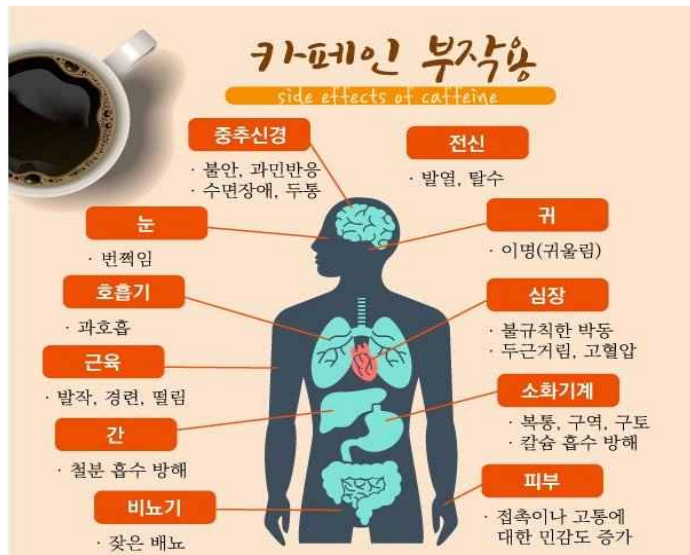 카페인 부작용
side effects of caffeine
중추신경
· 불안, 과민반응
· 수면장애, 두통
전신
· 발열, 탈수
눈
· 번쩍임
귀
· 이명(귀울림)
호흡기
· 과호흡
심장
· 불규칙한 박동
· 두근거림, 고혈압
근육
· 발작, 경련, 떨림
소화기계
· 복통, 구역, 구토
· 칼슘 흡수 방해
간
· 철분 흡수 방해
비뇨기
· 잦은 배뇨
피부
· 접촉이나 고통에
대한 민감도 증가